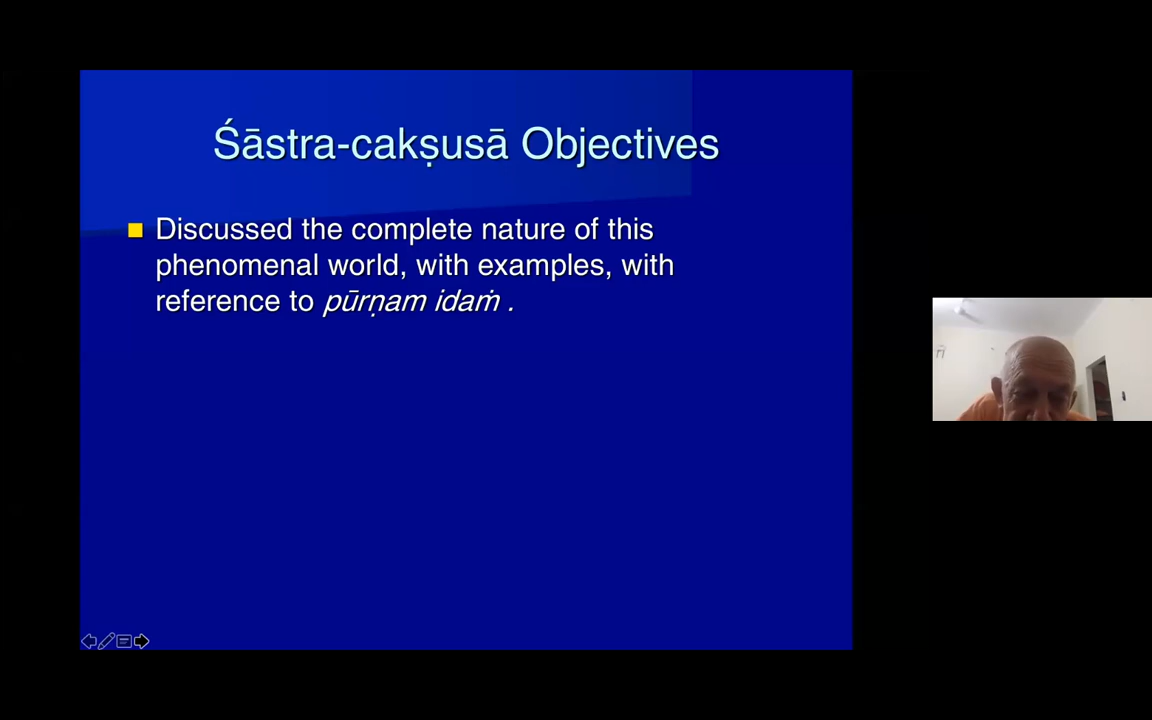 Śāstra-cakṣusā Objectives
Discussed the complete nature of this
phenomenal world, with examples, with
reference to pūrṇam idaṁ .